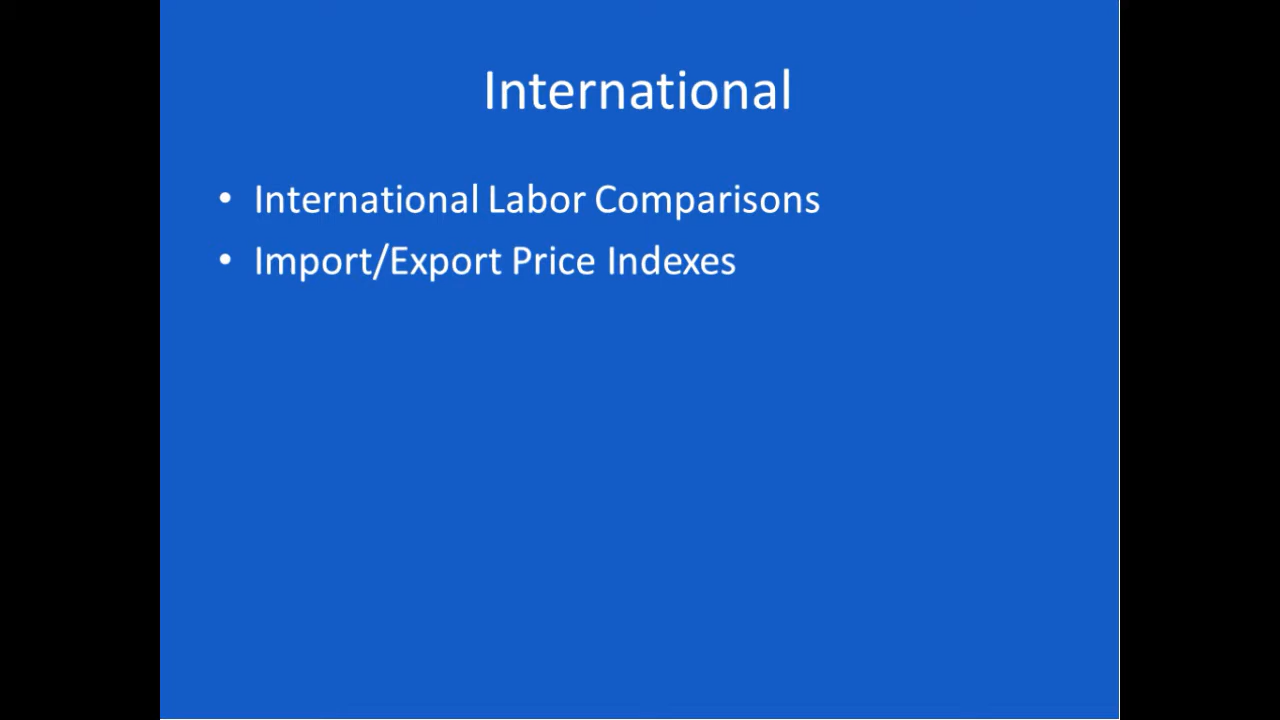 International
• International Labor Comparisons
• Import/Export Price Indexes